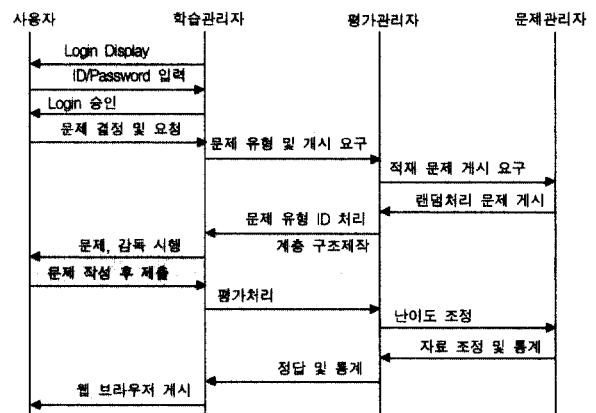 사용자 학습관리자 평가관리자 문제관리자
Login Display
ID/Password 입력
Login 승인
문제 결정 및 요청
문제 유형 및 개시 요구
적재 문제 게시 요구
랜덤처리 문제 게시
문제 유형 ID 처리
계층 구조제작
문제, 감독 시행
문제 작성 후 제출
평가처리
난이도 조정
자료 조정 및 통계
정답 및 통계
웹 브라우저 게시